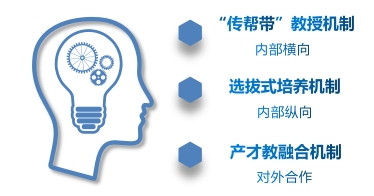 “传帮带”教授机制
内部横向
选拔式培养机制
内部纵向
产才教融合机制
对外合作